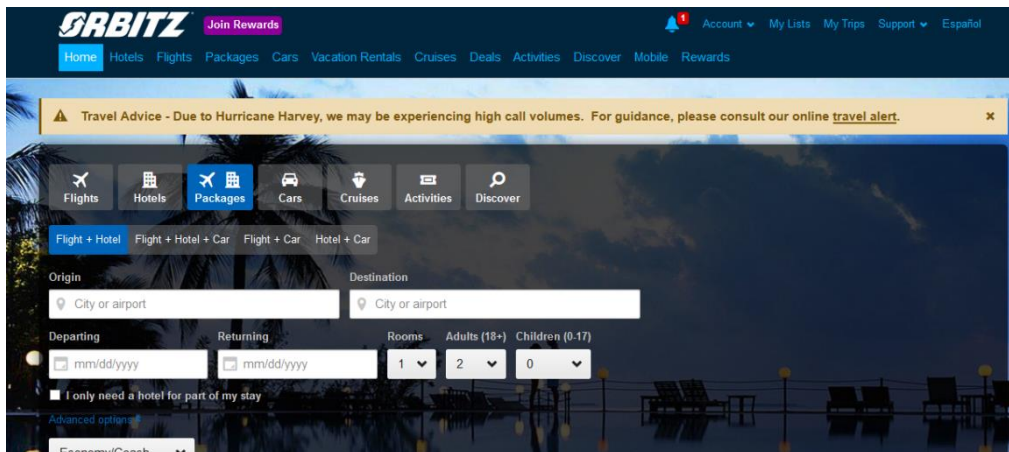 ORBITZ Join Rewards 1 Account My Lists My Trips Support Español
Home Hotels Flights Packages Cars Vacation Rentals Cruises Deals Activities Discover Mobile Rewards
Travel Advice - Due to Hurricane Harvey, we may be experiencing high call volumes. For guidance, please consult our online travel alert. ×
Flights Hotels Packages Cars Cruises Activities Discover
Flight + Hotel Flight + Hotel + Car Flight + Car Hotel + Car
Origin Destination
City or airport City or airport
Departing Returning Rooms Adults (18+) Children (0-17)
mm/dd/yyyy mm/dd/yyyy 1 2 0
I only need a hotel for part of my stay
Advanced options
Economy/Coach